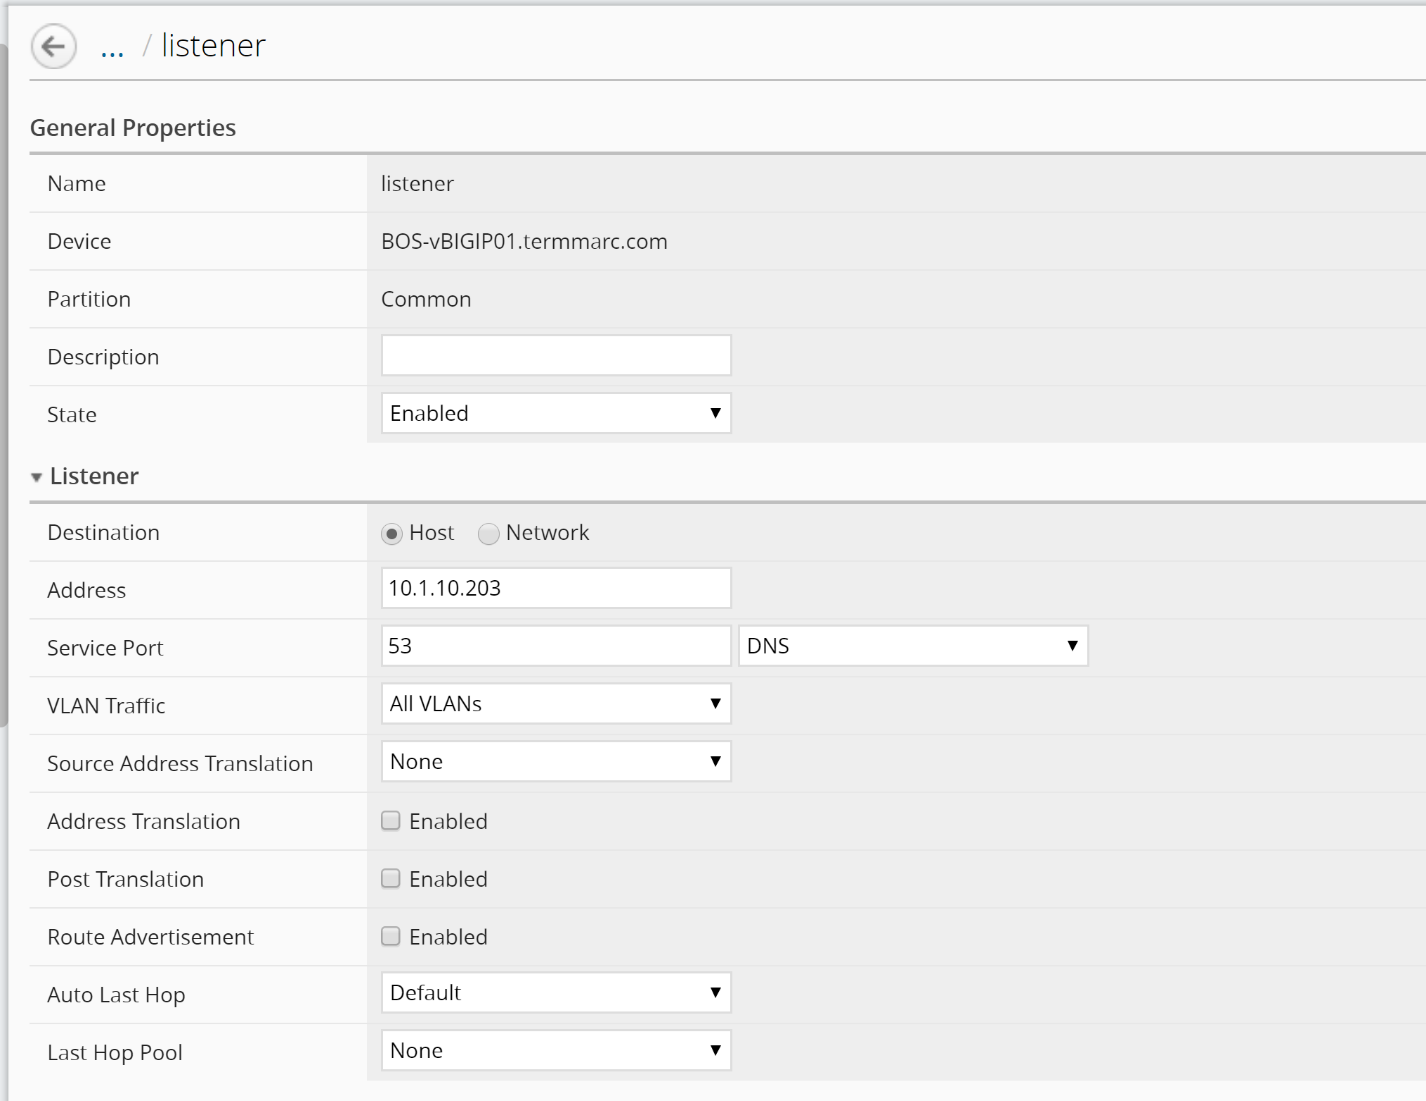 ... / listener
General Properties
Name listener
Device BOS-vBIGIP01.termmarc.com
Partition Common
Description
State Enabled
Listener
Destination Host Network
Address 10.1.10.203
Service Port 53 DNS
VLAN Traffic All VLANs
Source Address Translation None
Address Translation Enabled
Post Translation Enabled
Route Advertisement Enabled
Auto Last Hop Default
Last Hop Pool None